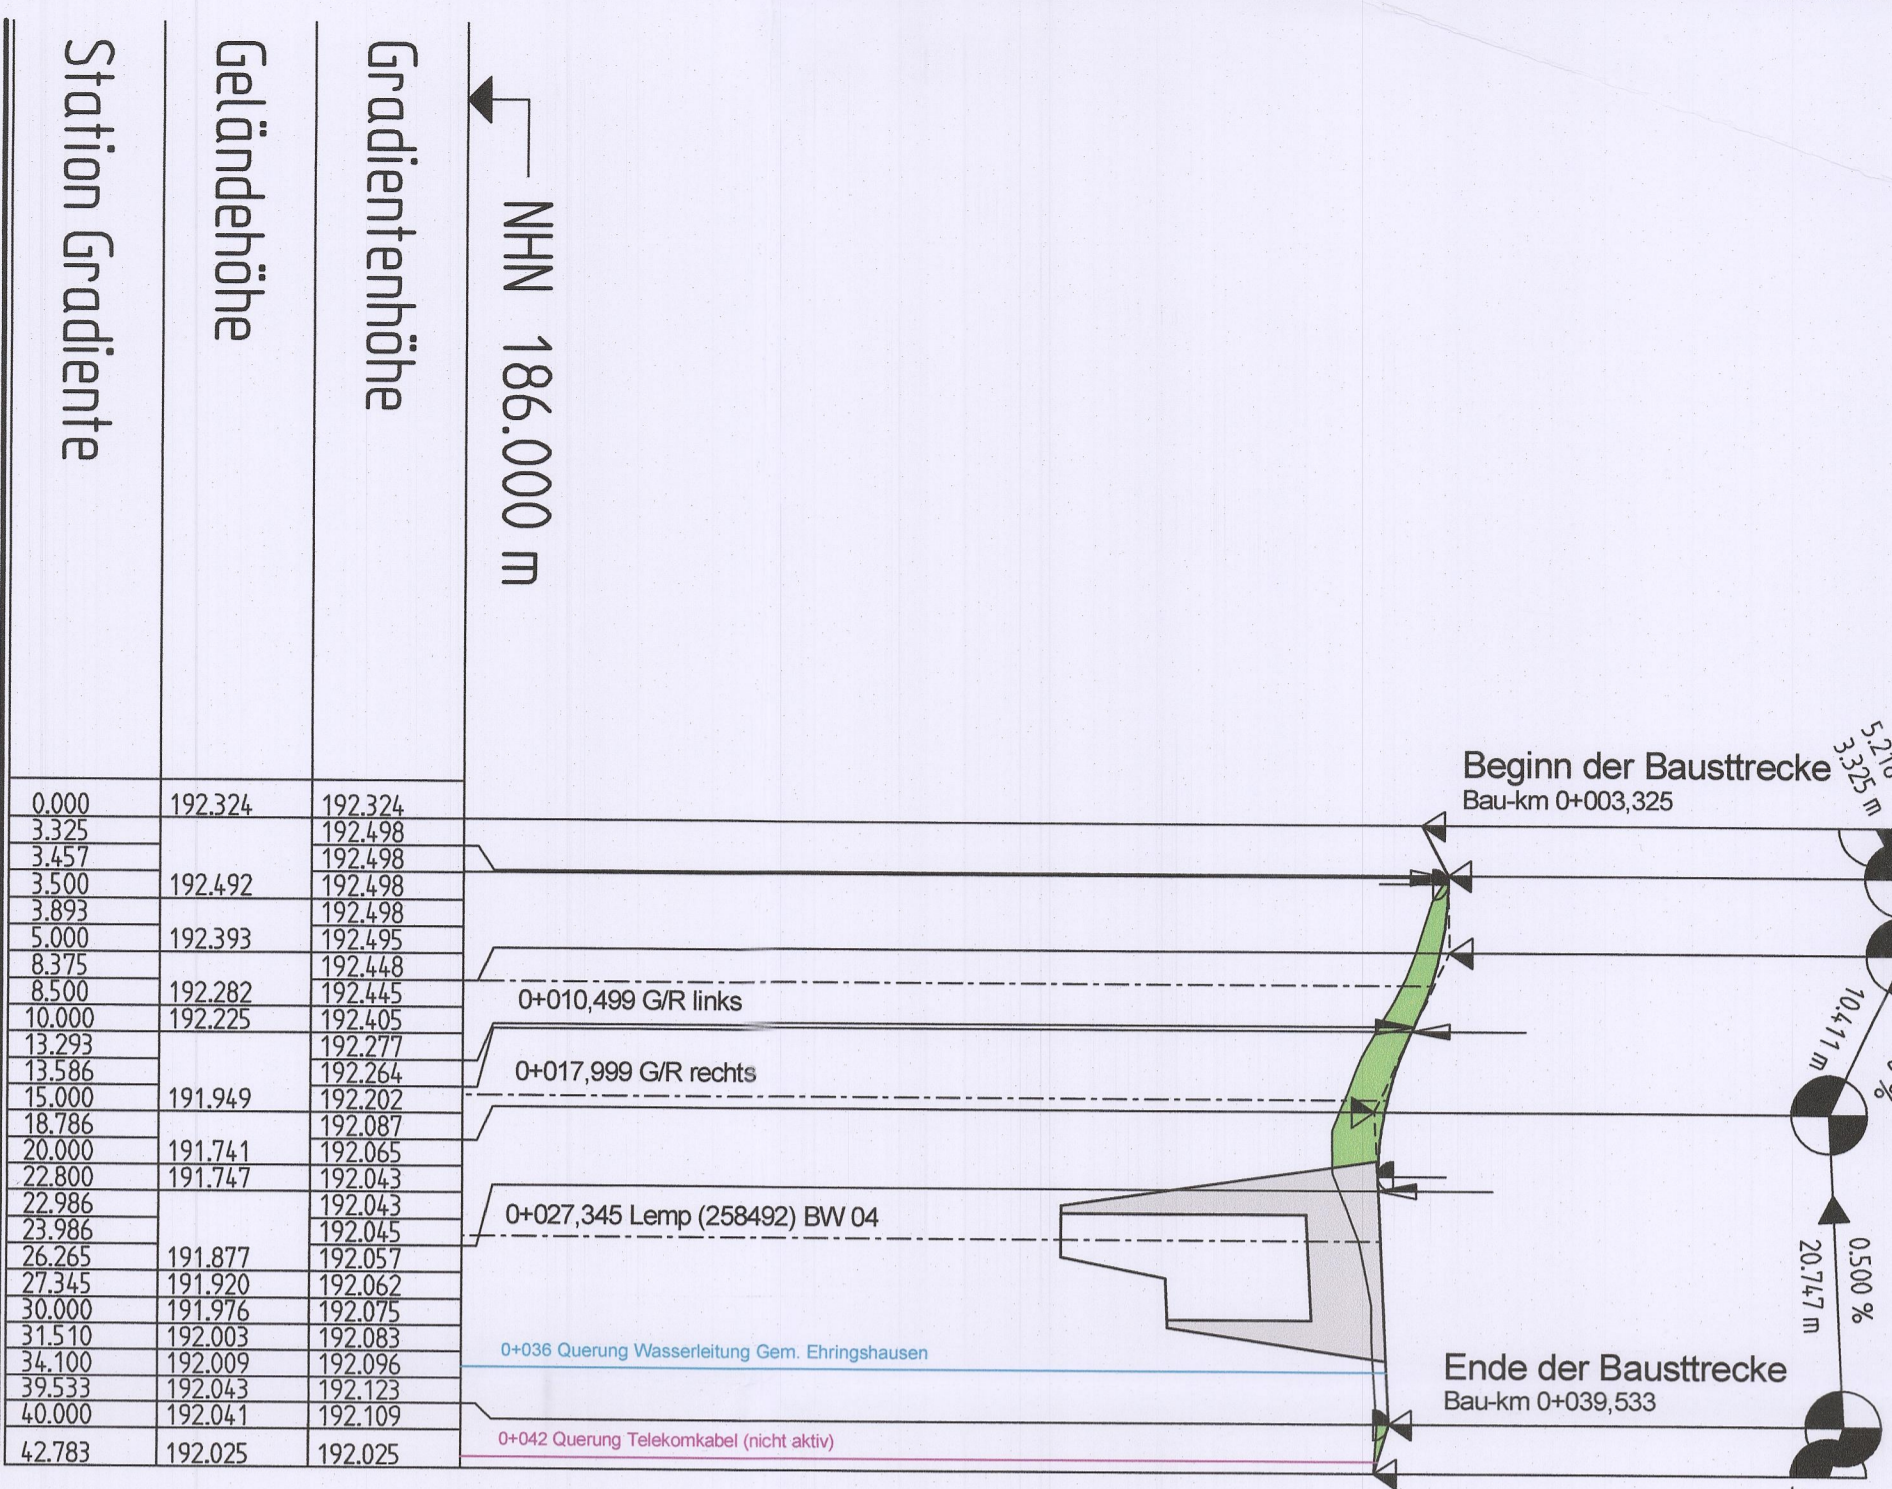 Station Gradiente
Geländehöhe
Gradientenhöhe
NHN 186.000 m
0.000 192.324 192.324
3.325 192.498
3.457 192.498
3.500 192.492 192.498
3.893 192.498
5.000 192.393 192.495
8.375 192.448
8.500 192.282 192.445
10.000 192.225 192.405
13.293 192.277
13.586 192.264
15.000 191.949 192.202
18.786 192.087
20.000 191.741 192.065
22.800 191.747 192.043
22.986 192.043
23.986 192.045
26.265 191.877 192.057
27.345 191.920 192.062
30.000 191.976 192.075
31.510 192.003 192.083
34.100 192.009 192.096
39.533 192.043 192.123
40.000 192.041 192.109
42.783 192.025 192.025
0+010,499 G/R links
0+017,999 G/R rechts
0+027,345 Lemp (258492) BW 04
0+036 Querung Wasserleitung Gem. Ehringshausen
0+042 Querung Telekomkabel (nicht aktiv)
Beginn der Bausttrecke
Bau-km 0+003,325
Ende der Bausttrecke
Bau-km 0+039,533
3.325 m
10.411 m
%
0.500 %
20.747 m